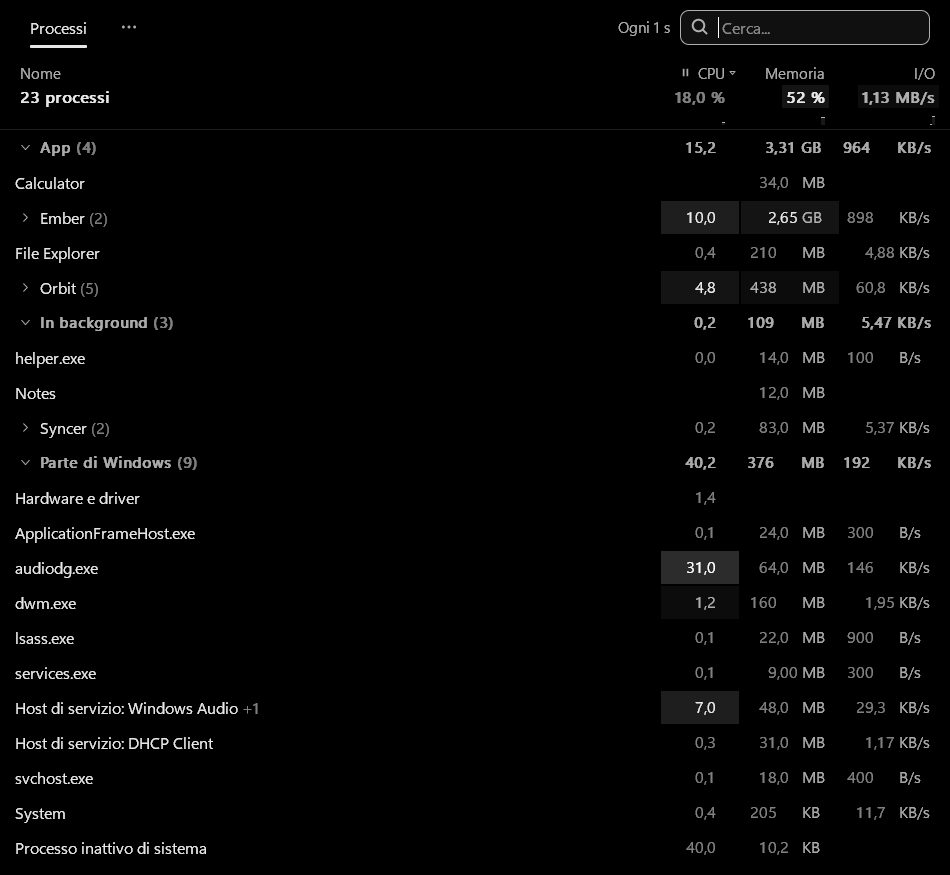 Processi ··· Ogni 1 s Cerca...
Nome CPU Memoria I/O
23 processi 18,0 % 52 % 1,13 MB/s
App (4) 15,2 3,31 GB 964 KB/s
Calculator 34,0 MB
Ember (2) 10,0 2,65 GB 898 KB/s
File Explorer 0,4 210 MB 4,88 KB/s
Orbit (5) 4,8 438 MB 60,8 KB/s
In background (3) 0,2 109 MB 5,47 KB/s
helper.exe 0,0 14,0 MB 100 B/s
Notes 12,0 MB
Syncer (2) 0,2 83,0 MB 5,37 KB/s
Parte di Windows (9) 40,2 376 MB 192 KB/s
Hardware e driver 1,4
ApplicationFrameHost.exe 0,1 24,0 MB 300 B/s
audiodg.exe 31,0 64,0 MB 146 KB/s
dwm.exe 1,2 160 MB 1,95 KB/s
lsass.exe 0,1 22,0 MB 900 B/s
services.exe 0,1 9,00 MB 300 B/s
Host di servizio: Windows Audio +1 7,0 48,0 MB 29,3 KB/s
Host di servizio: DHCP Client 0,3 31,0 MB 1,17 KB/s
svchost.exe 0,1 18,0 MB 400 B/s
System 0,4 205 KB 11,7 KB/s
Processo inattivo di sistema 40,0 10,2 KB